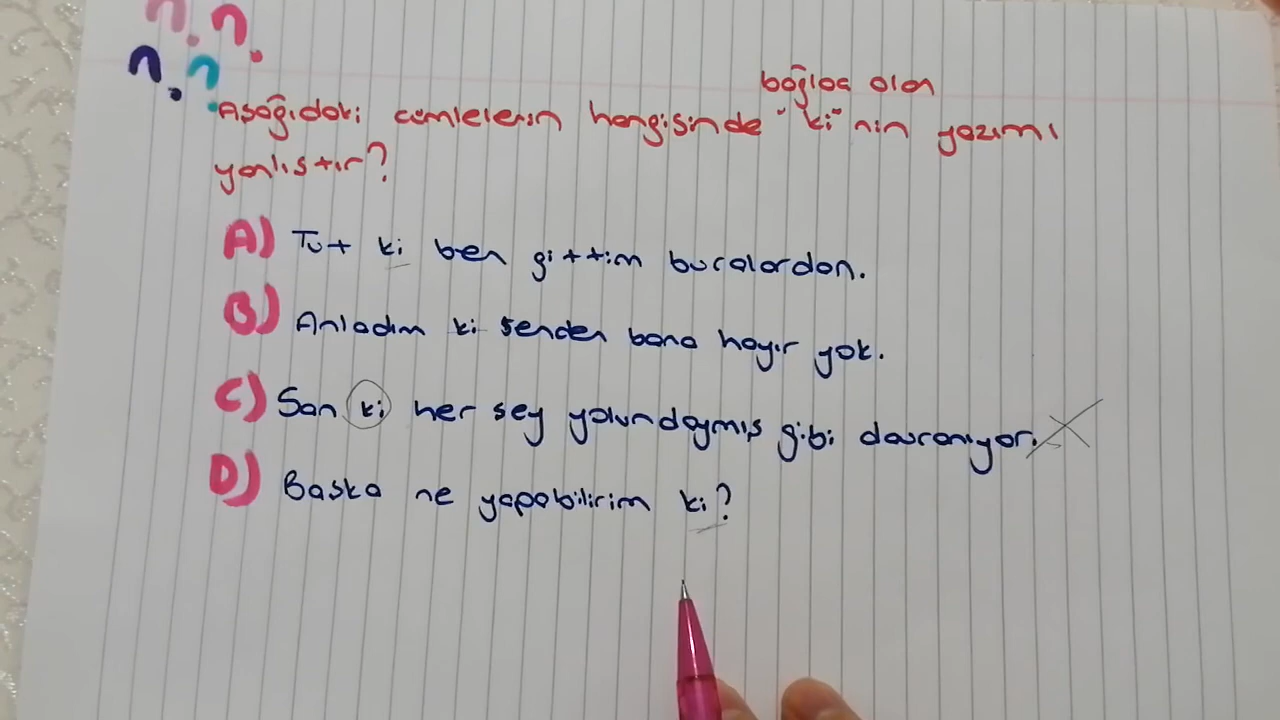 bağlaç olan
Aşağıdaki cümlelerin hangisinde "ki" nin yazımı
yanlıştır?
A) Tut ki ben gittim buralardan.
B) Anladım ki senden bana hayır yok.
C) San ki her şey yolundaymış gibi davranıyor.
D) Başka ne yapabilirim ki?